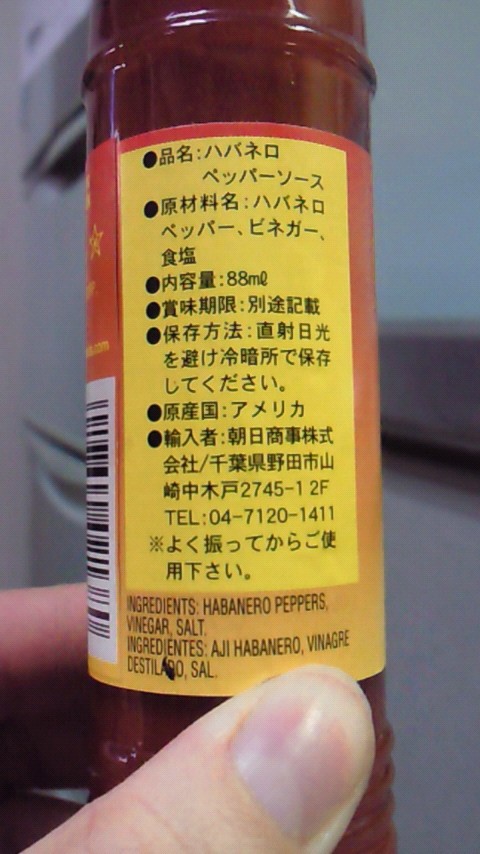 ●品名:ハバネロ
ペッパーソース
●原材料名:ハバネロ
ペッパー、ビネガー、
食塩
●内容量:88mℓ
●賞味期限:別途記載
●保存方法:直射日光
を避け冷暗所で保存
してください。
●原産国:アメリカ
●輸入者:朝日商事株式
会社/千葉県野田市山
崎中木戸2745-1 2F
TEL:04-7120-1411
※よく振ってからご使
用下さい。
INGREDIENTS: HABANERO PEPPERS,
VINEGAR, SALT.
INGREDIENTES: AJI HABANERO, VINAGRE
DESTILADO, SAL.